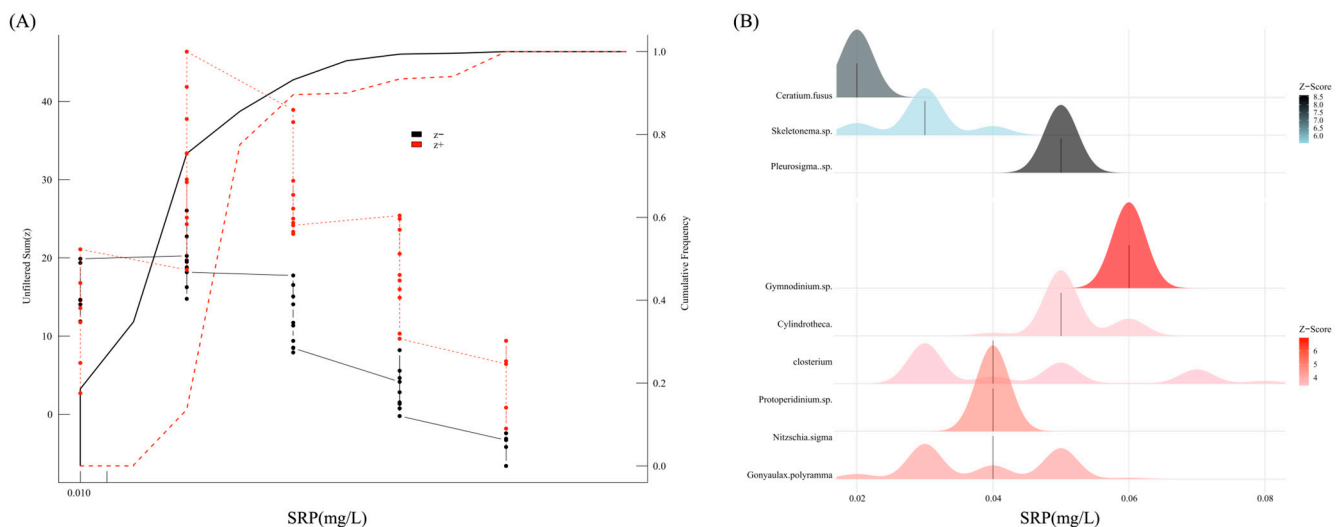 (A)
Unfiltered Sum(z)
40
30
20
10
0
z−
z+
1.0
0.8
0.6
0.4
0.2
0.0
Cumulative Frequency
0.010
SRP(mg/L)
(B)
Ceratium.fusus
Skeletonema.sp.
Pleurosigma..sp.
Gymnodinium.sp.
Cylindrotheca.
closterium
Protoperidinium.sp.
Nitzschia.sigma
Gonyaulax.polyramma
0.02 0.04 0.06 0.08
SRP(mg/L)
Z−Score
8.5
8.0
7.5
7.0
6.5
6.0
Z−Score
6
5
4